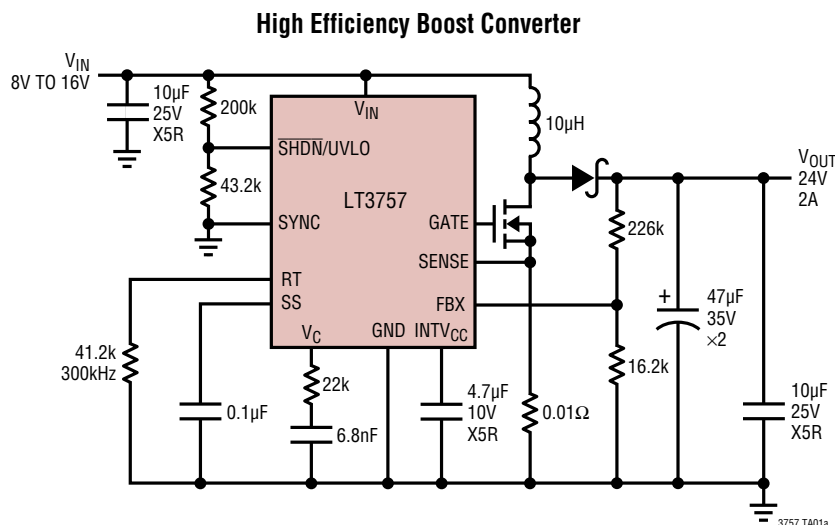 High Efficiency Boost Converter
VIN
8V TO 16V
10µF
25V
X5R
200k
43.2k
VIN
SHDN/UVLO
LT3757
SYNC
GATE
SENSE
RT
SS
FBX
VC
GND
INTVCC
10µH
VOUT
24V
2A
226k
16.2k
47µF
35V
×2
10µF
25V
X5R
41.2k
300kHz
0.1µF
22k
6.8nF
4.7µF
10V
X5R
0.01Ω
+
3757 TA01a